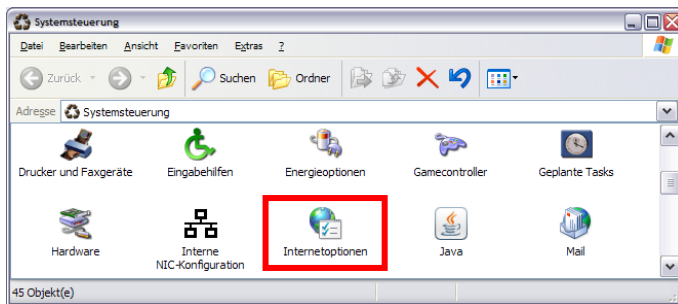 Systemsteuerung
Datei Bearbeiten Ansicht Favoriten Extras ?
Zurück Suchen Ordner
Adresse Systemsteuerung
Drucker und Faxgeräte Eingabehilfen Energieoptionen Gamecontroller Geplante Tasks
Hardware Interne NIC-Konfiguration Internetoptionen Java Mail
45 Objekt(e)